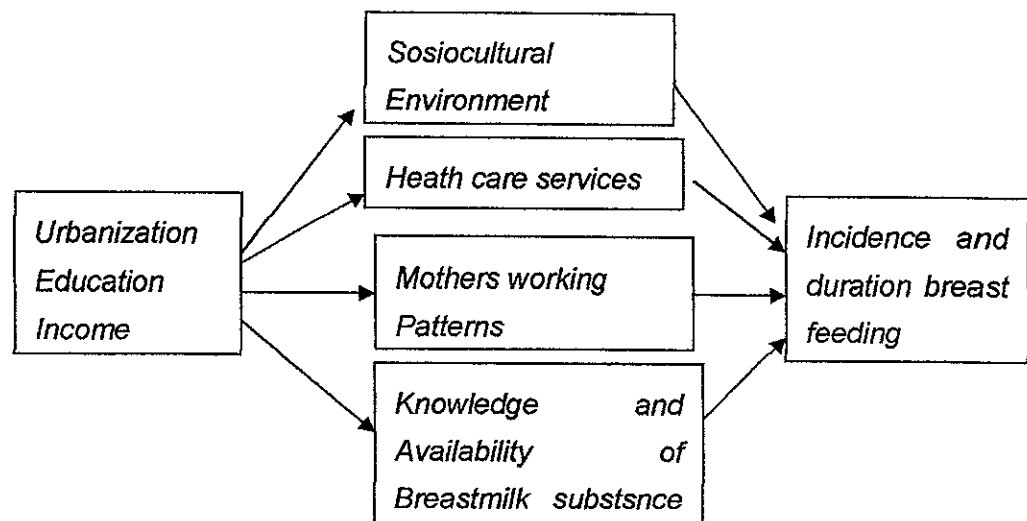 Sosiocultural
Environment
Heath care services
Urbanization
Education
Income
Mothers working
Patterns
Knowledge and
Availability of
Breastmilk substsnce
Incidence and
duration breast
feeding